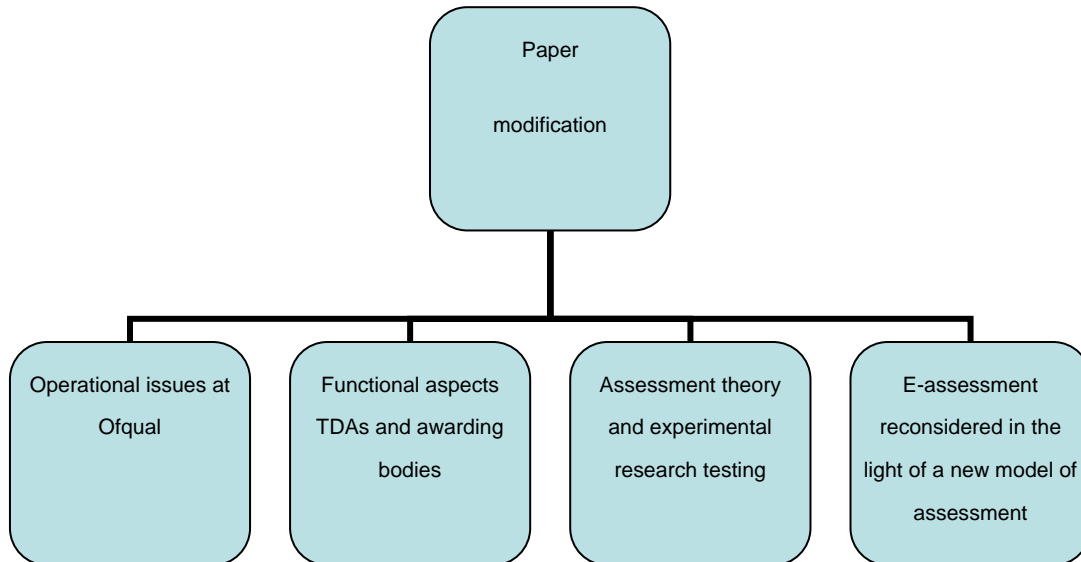 Paper
modification
Operational issues at
Ofqual
Functional aspects
TDAs and awarding
bodies
Assessment theory
and experimental
research testing
E-assessment
reconsidered in the
light of a new model of
assessment